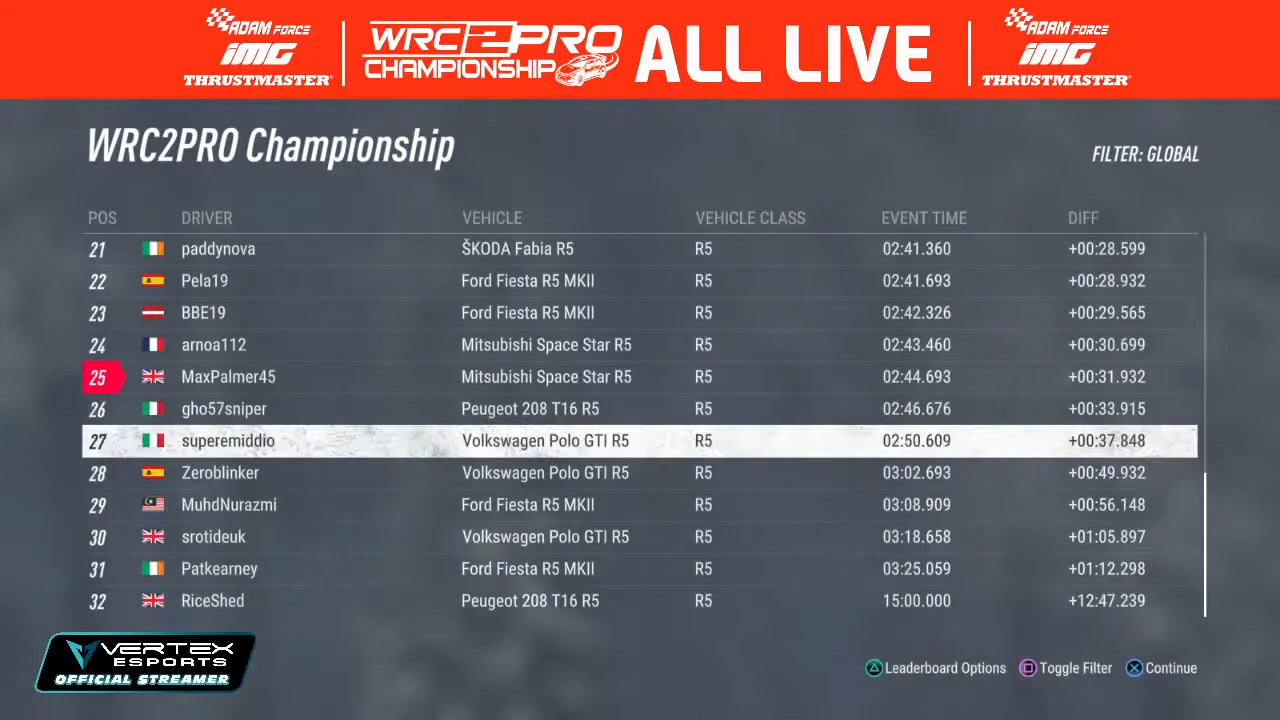 ADAM FORCE
IMG
THRUSTMASTER
WRC2PRO
CHAMPIONSHIP
ALL LIVE
ADAM FORCE
IMG
THRUSTMASTER
WRC2PRO Championship
FILTER: GLOBAL
POS DRIVER VEHICLE VEHICLE CLASS EVENT TIME DIFF
21 paddynova ŠKODA Fabia R5 R5 02:41.360 +00:28.599
22 Pela19 Ford Fiesta R5 MKII R5 02:41.693 +00:28.932
23 BBE19 Ford Fiesta R5 MKII R5 02:42.326 +00:29.565
24 arnoa112 Mitsubishi Space Star R5 R5 02:43.460 +00:30.699
25 MaxPalmer45 Mitsubishi Space Star R5 R5 02:44.693 +00:31.932
26 gho57sniper Peugeot 208 T16 R5 R5 02:46.676 +00:33.915
27 superemiddio Volkswagen Polo GTI R5 R5 02:50.609 +00:37.848
28 Zeroblinker Volkswagen Polo GTI R5 R5 03:02.693 +00:49.932
29 MuhdNurazmi Ford Fiesta R5 MKII R5 03:08.909 +00:56.148
30 srotideuk Volkswagen Polo GTI R5 R5 03:18.658 +01:05.897
31 Patkearney Ford Fiesta R5 MKII R5 03:25.059 +01:12.298
32 RiceShed Peugeot 208 T16 R5 R5 15:00.000 +12:47.239
VERTEX
ESPORTS
OFFICIAL STREAMER
Leaderboard Options Toggle Filter Continue